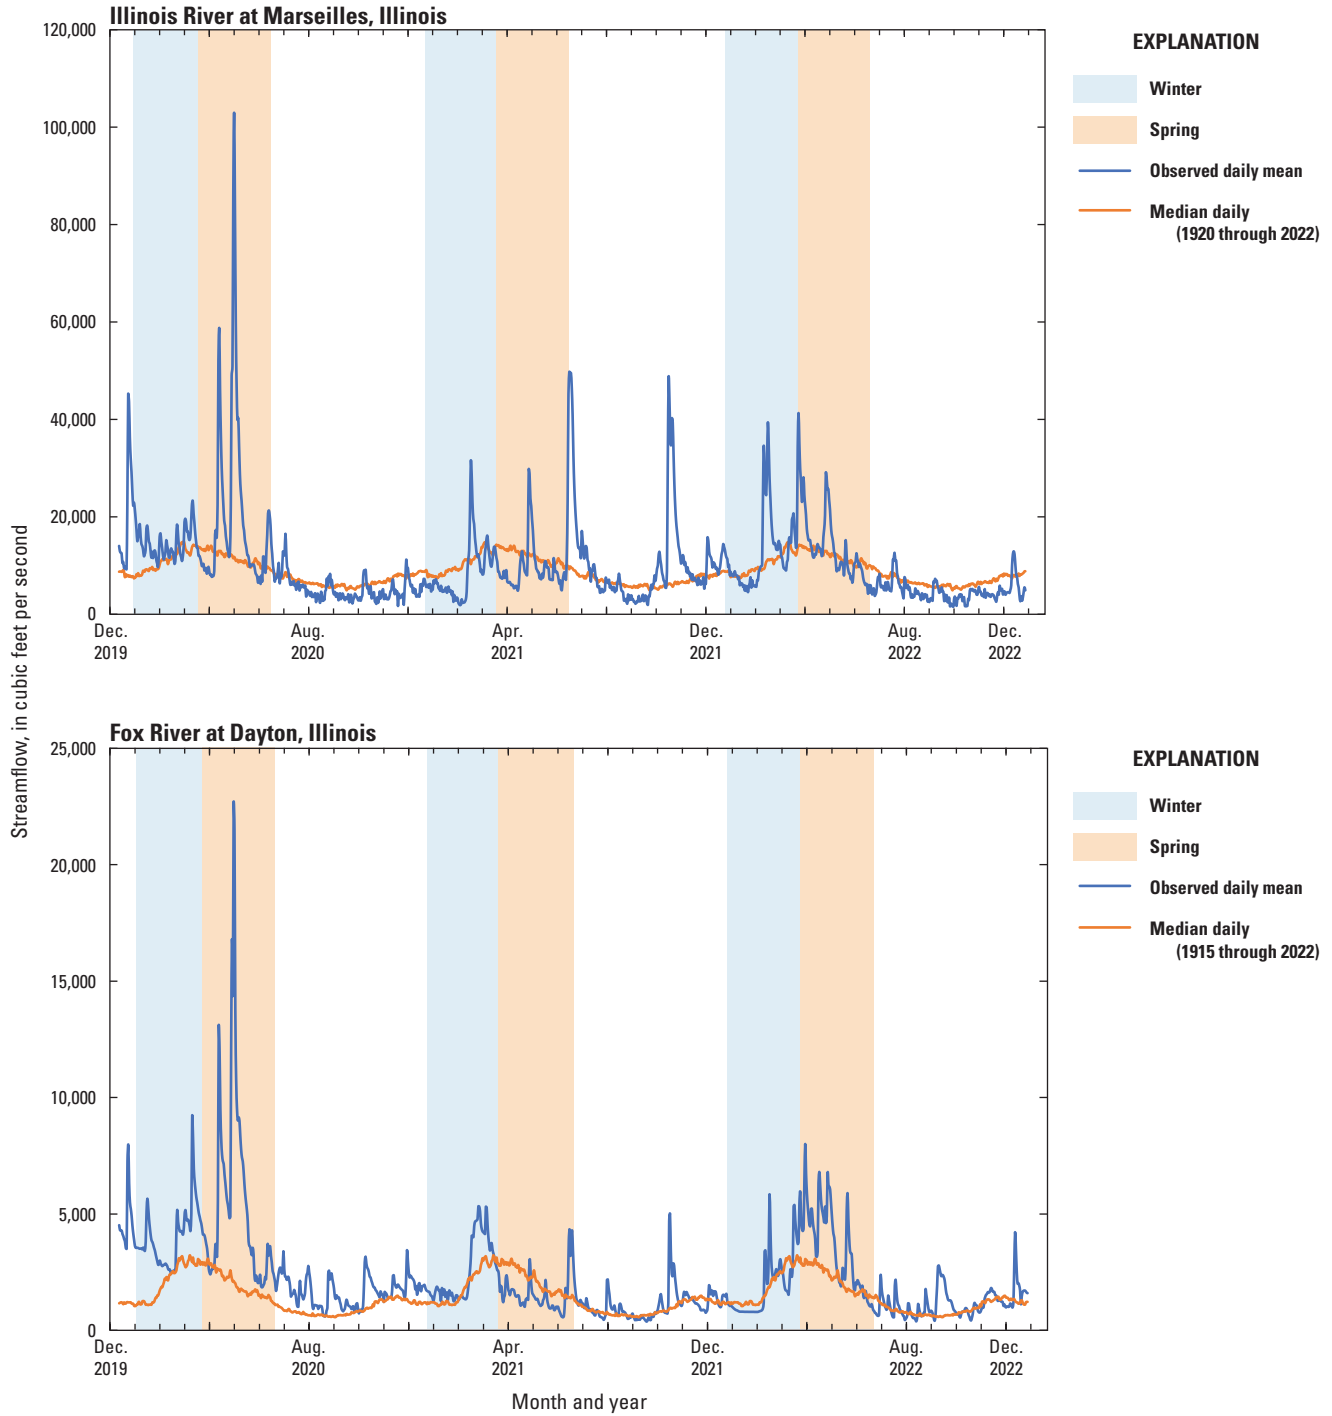 Illinois River at Marseilles, Illinois
120,000
100,000
80,000
60,000
40,000
20,000
0
Dec.
2019
Aug.
2020
Apr.
2021
Dec.
2021
Aug.
2022
Dec.
2022
EXPLANATION
Winter
Spring
Observed daily mean
Median daily
(1920 through 2022)
Streamflow, in cubic feet per second
Fox River at Dayton, Illinois
25,000
20,000
15,000
10,000
5,000
0
Dec.
2019
Aug.
2020
Apr.
2021
Dec.
2021
Aug.
2022
Dec.
2022
Month and year
EXPLANATION
Winter
Spring
Observed daily mean
Median daily
(1915 through 2022)